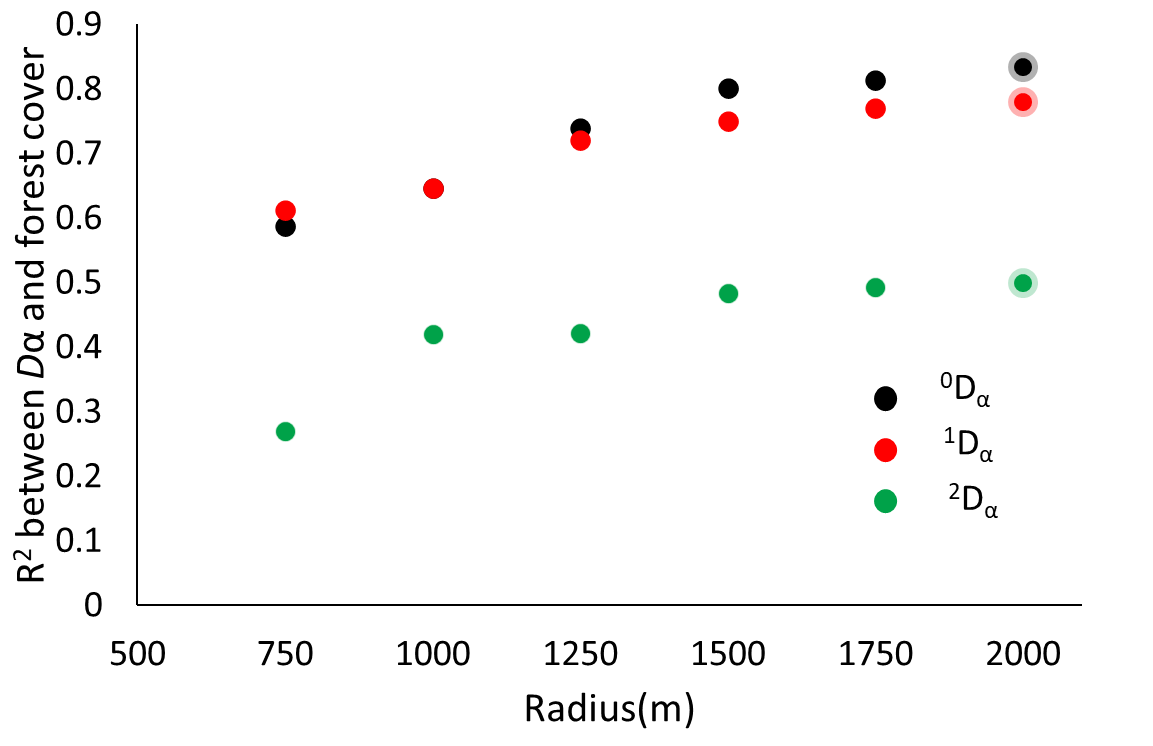 R² between Dα and forest cover
0.9
0.8
0.7
0.6
0.5
0.4
0.3
0.2
0.1
0
⁰Dα
¹Dα
²Dα
500 750 1000 1250 1500 1750 2000
Radius(m)